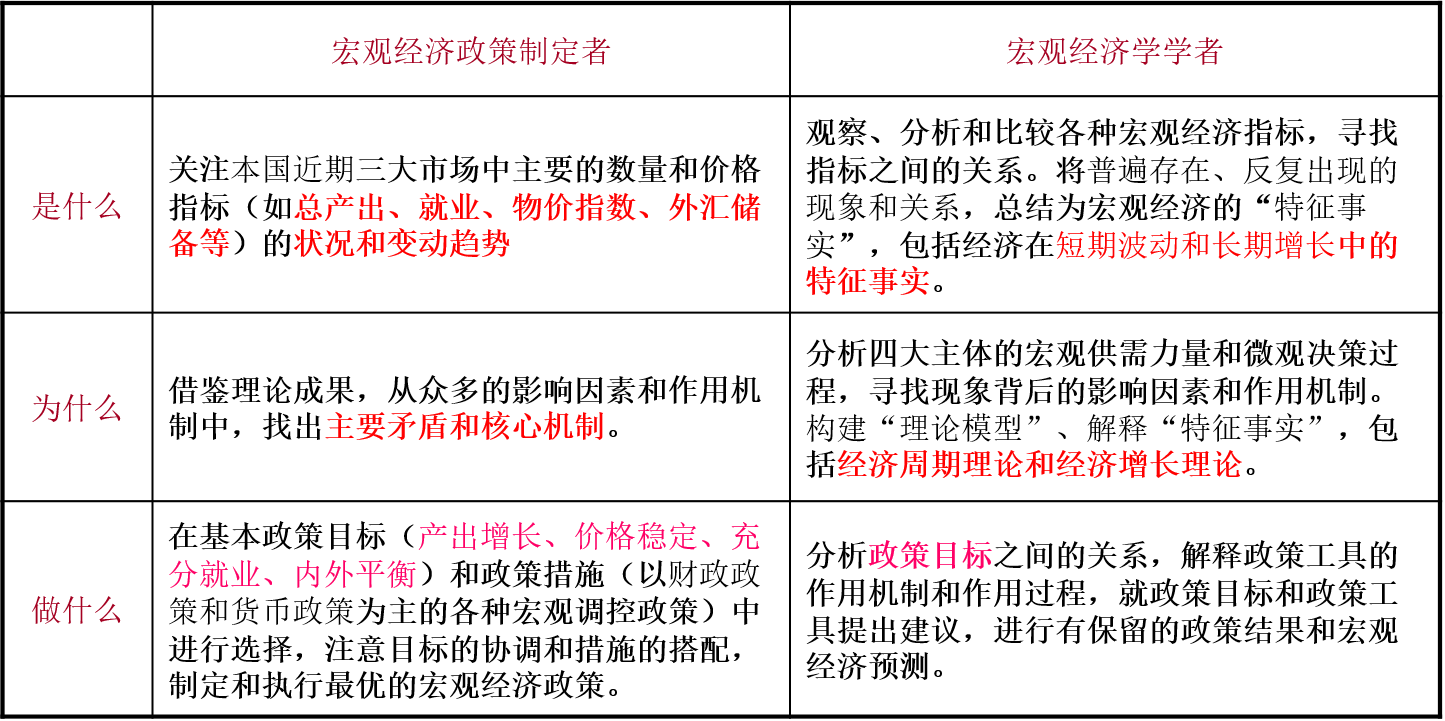 宏观经济政策制定者
宏观经济学学者
是什么
关注本国近期三大市场中主要的数量和价格
指标（如总产出、就业、物价指数、外汇储
备等）的状况和变动趋势
观察、分析和比较各种宏观经济指标，寻找
指标之间的关系。将普遍存在、反复出现的
现象和关系，总结为宏观经济的“特征事
实”，包括经济在短期波动和长期增长中的
特征事实。
为什么
借鉴理论成果，从众多的影响因素和作用机
制中，找出主要矛盾和核心机制。
分析四大主体的宏观供需力量和微观决策过
程，寻找现象背后的影响因素和作用机制。
构建“理论模型”、解释“特征事实”，包
括经济周期理论和经济增长理论。
做什么
在基本政策目标（产出增长、价格稳定、充
分就业、内外平衡）和政策措施（以财政政
策和货币政策为主的各种宏观调控政策）中
进行选择，注意目标的协调和措施的搭配，
制定和执行最优的宏观经济政策。
分析政策目标之间的关系，解释政策工具的
作用机制和作用过程，就政策目标和政策工
具提出建议，进行有保留的政策结果和宏观
经济预测。